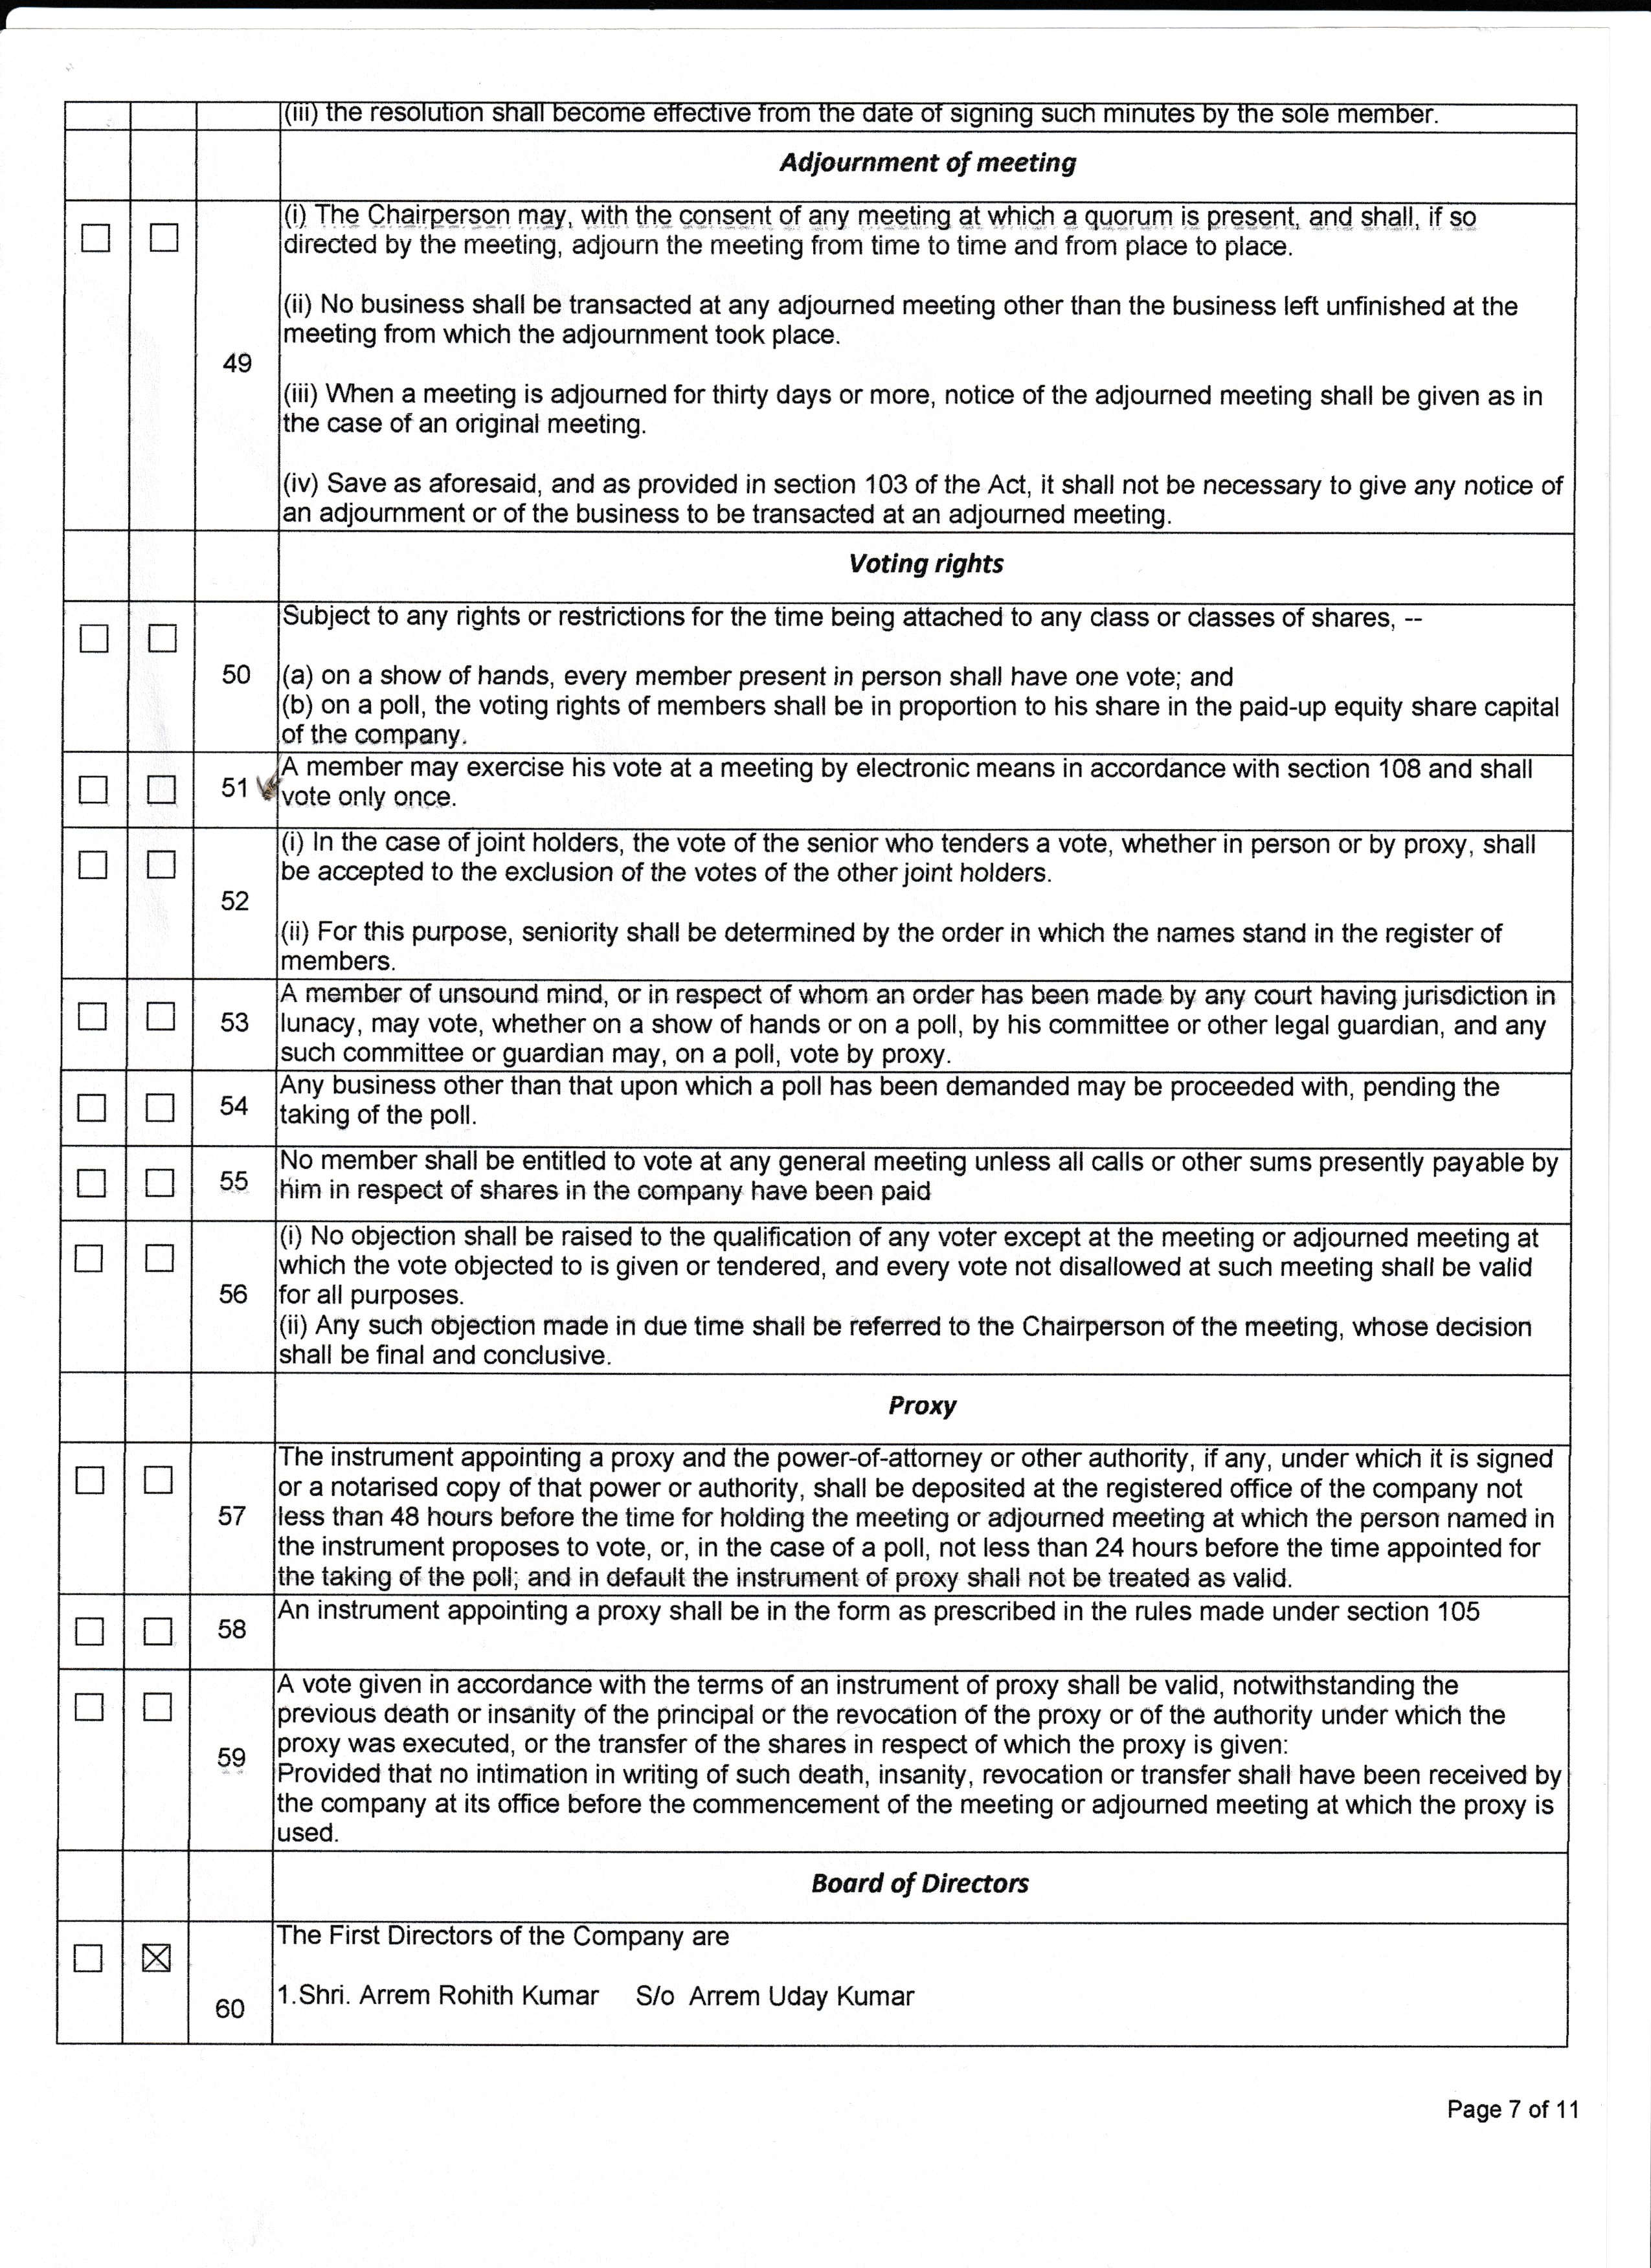 (iii) the resolution shall become effective from the date of signing such minutes by the sole member.
Adjournment of meeting
(i) The Chairperson may, with the consent of any meeting at which a quorum is present, and shall, if so
directed by the meeting, adjourn the meeting from time to time and from place to place.
(ii) No business shall be transacted at any adjourned meeting other than the business left unfinished at the
meeting from which the adjournment took place.
49
(iii) When a meeting is adjourned for thirty days or more, notice of the adjourned meeting shall be given as in
the case of an original meeting.
(iv) Save as aforesaid, and as provided in section 103 of the Act, it shall not be necessary to give any notice of
an adjournment or of the business to be transacted at an adjourned meeting.
Voting rights
Subject to any rights or restrictions for the time being attached to any class or classes of shares, --
50
(a) on a show of hands, every member present in person shall have one vote; and
(b) on a poll, the voting rights of members shall be in proportion to his share in the paid-up equity share capital
of the company.
51
A member may exercise his vote at a meeting by electronic means in accordance with section 108 and shall
vote only once.
(i) In the case of joint holders, the vote of the senior who tenders a vote, whether in person or by proxy, shall
be accepted to the exclusion of the votes of the other joint holders.
52
(ii) For this purpose, seniority shall be determined by the order in which the names stand in the register of
members.
A member of unsound mind, or in respect of whom an order has been made by any court having jurisdiction in
53
lunacy, may vote, whether on a show of hands or on a poll, by his committee or other legal guardian, and any
such committee or guardian may, on a poll, vote by proxy.
54
Any business other than that upon which a poll has been demanded may be proceeded with, pending the
taking of the poll.
55
No member shall be entitled to vote at any general meeting unless all calls or other sums presently payable by
him in respect of shares in the company have been paid
(i) No objection shall be raised to the qualification of any voter except at the meeting or adjourned meeting at
which the vote objected to is given or tendered, and every vote not disallowed at such meeting shall be valid
56
for all purposes.
(ii) Any such objection made in due time shall be referred to the Chairperson of the meeting, whose decision
shall be final and conclusive.
Proxy
The instrument appointing a proxy and the power-of-attorney or other authority, if any, under which it is signed
or a notarised copy of that power or authority, shall be deposited at the registered office of the company not
57
less than 48 hours before the time for holding the meeting or adjourned meeting at which the person named in
the instrument proposes to vote, or, in the case of a poll, not less than 24 hours before the time appointed for
the taking of the poll; and in default the instrument of proxy shall not be treated as valid.
58
An instrument appointing a proxy shall be in the form as prescribed in the rules made under section 105
A vote given in accordance with the terms of an instrument of proxy shall be valid, notwithstanding the
previous death or insanity of the principal or the revocation of the proxy or of the authority under which the
proxy was executed, or the transfer of the shares in respect of which the proxy is given:
59
Provided that no intimation in writing of such death, insanity, revocation or transfer shall have been received by
the company at its office before the commencement of the meeting or adjourned meeting at which the proxy is
used.
Board of Directors
The First Directors of the Company are
60
1.Shri. Arrem Rohith Kumar S/o Arrem Uday Kumar
Page 7 of 11